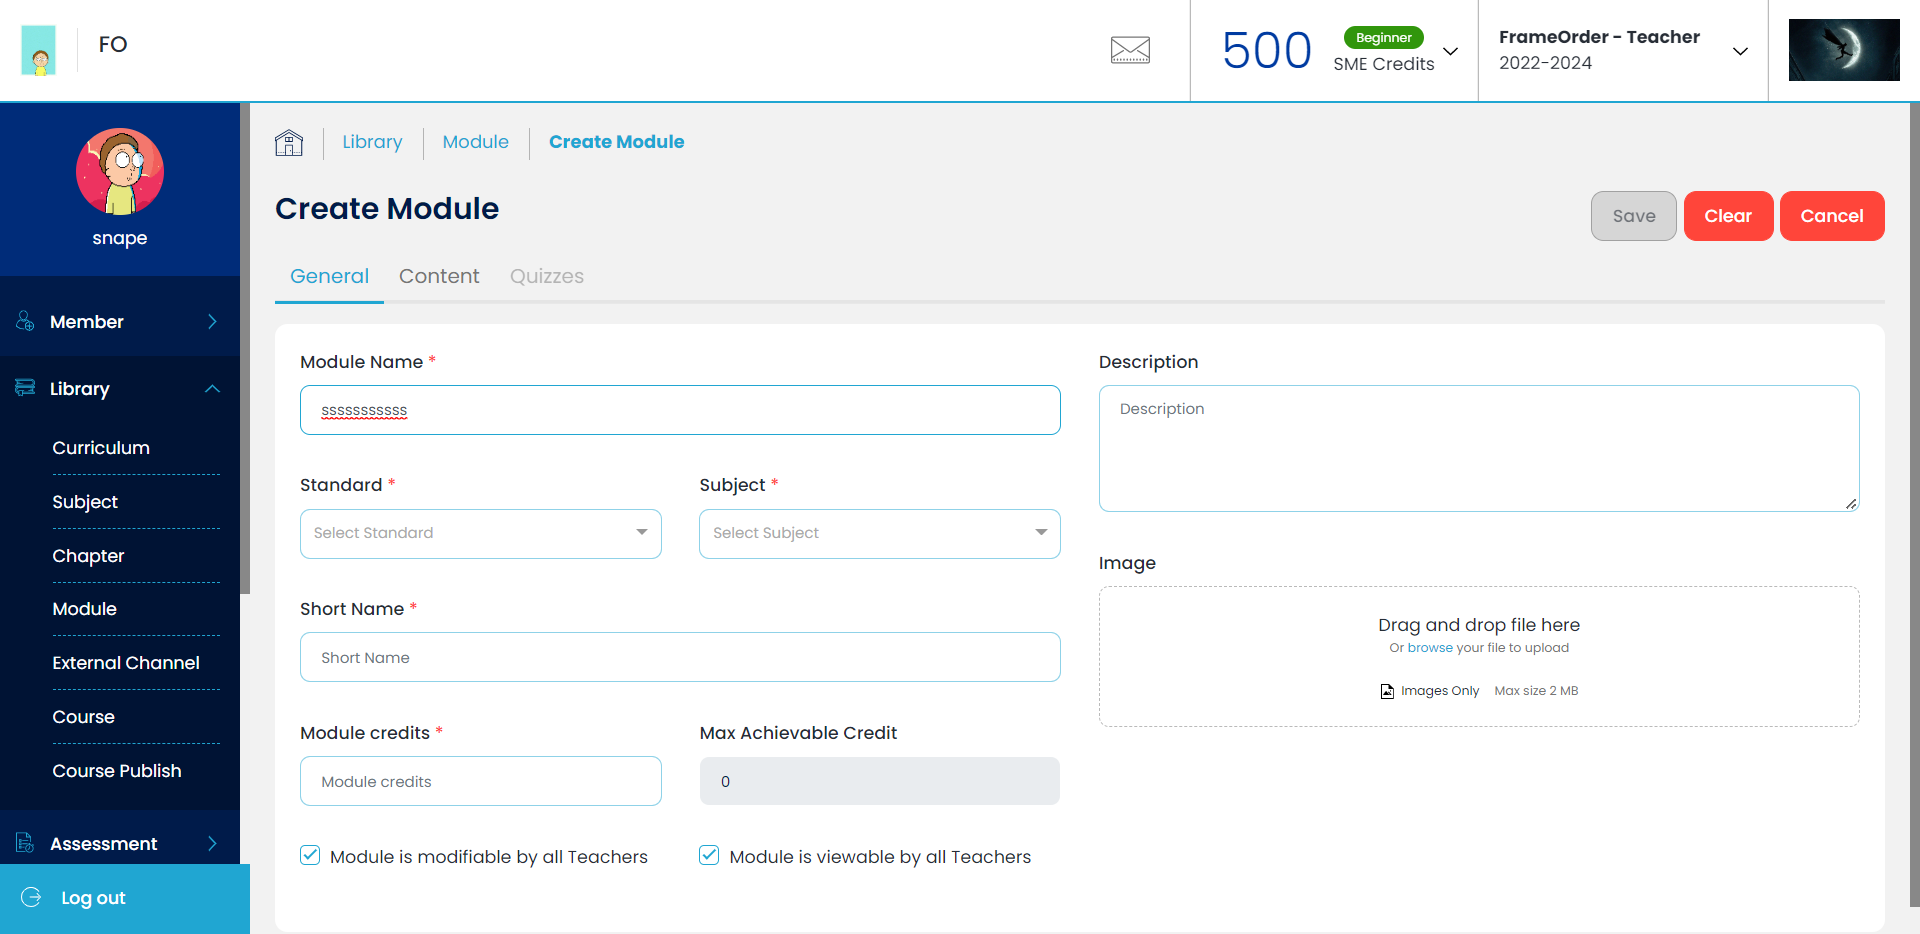 FO
500
Beginner
SME Credits
FrameOrder - Teacher
2022-2024
snape
Member
Library
Curriculum
Subject
Chapter
Module
External Channel
Course
Course Publish
Assessment
Log out
Library
Module
Create Module
Create Module
Save
Clear
Cancel
General
Content
Quizzes
Module Name *
sssssssssss
Standard *
Select Standard
Subject *
Select Subject
Short Name *
Short Name
Module credits *
Module credits
Max Achievable Credit
0
Module is modifiable by all Teachers
Module is viewable by all Teachers
Description
Description
Image
Drag and drop file here
Or browse your file to upload
Images Only
Max size 2 MB